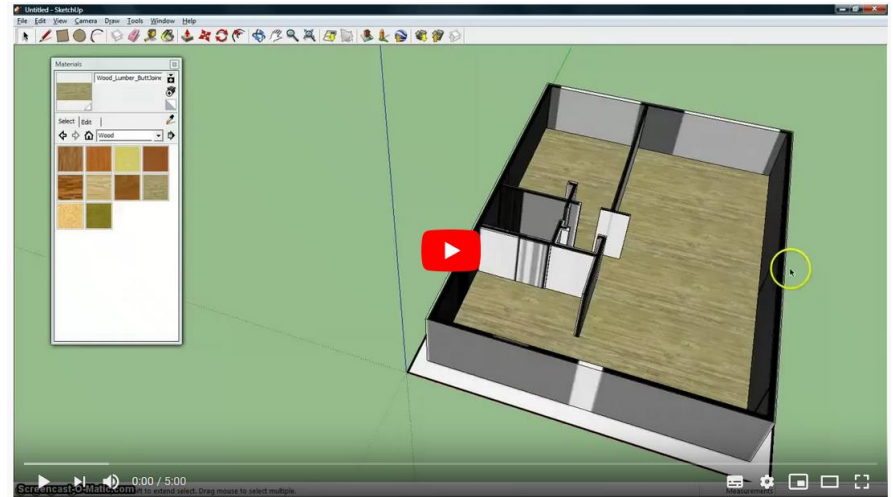 Untitled - SketchUp
File Edit View Camera Draw Tools Window Help
Materials
Wood_Lumber_ButtJoine
Select Edit
Wood
0:00 / 5:00
Screencast-O-Matic.com
to extend select. Drag mouse to select multiple.
Measurements